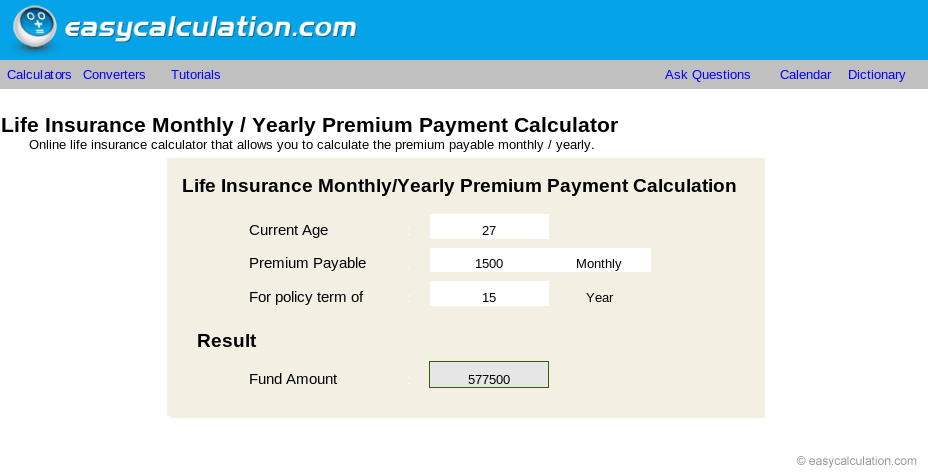 easycalculation.com
Calculators Converters Tutorials Ask Questions Calendar Dictionary
Life Insurance Monthly / Yearly Premium Payment Calculator
Online life insurance calculator that allows you to calculate the premium payable monthly / yearly.
Life Insurance Monthly/Yearly Premium Payment Calculation
Current Age : 27
Premium Payable : 1500 Monthly
For policy term of : 15 Year
Result
Fund Amount : 577500
© easycalculation.com